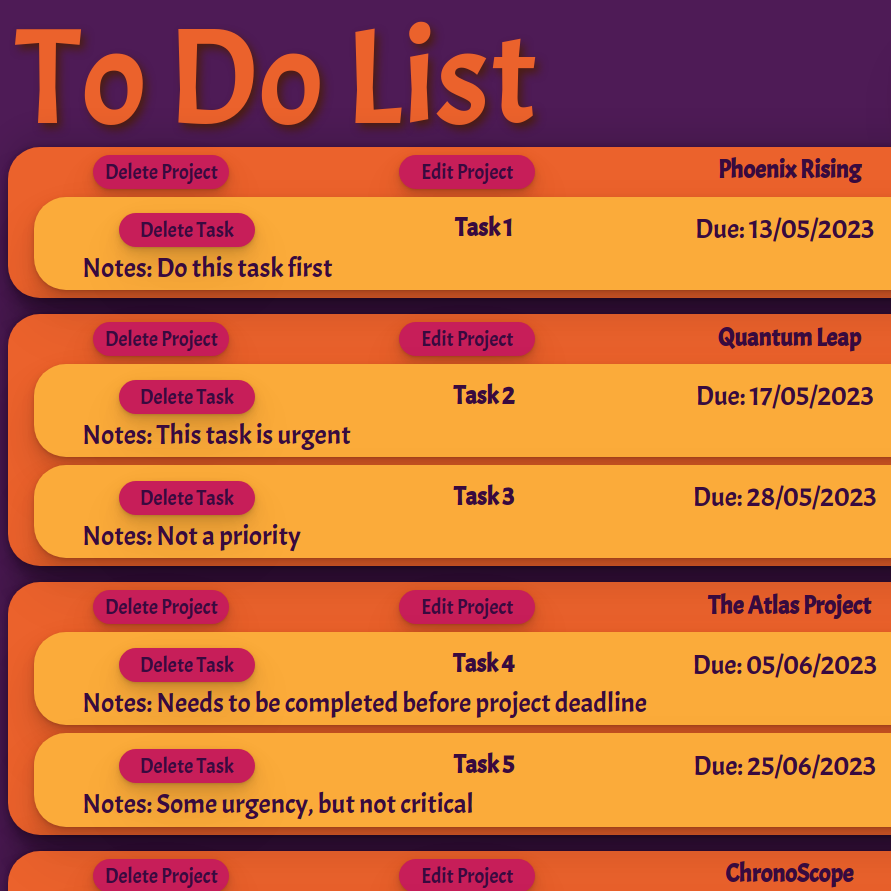 To Do List
Delete Project Edit Project Phoenix Rising
Delete Task Task 1 Due: 13/05/2023
Notes: Do this task first
Delete Project Edit Project Quantum Leap
Delete Task Task 2 Due: 17/05/2023
Notes: This task is urgent
Delete Task Task 3 Due: 28/05/2023
Notes: Not a priority
Delete Project Edit Project The Atlas Project
Delete Task Task 4 Due: 05/06/2023
Notes: Needs to be completed before project deadline
Delete Task Task 5 Due: 25/06/2023
Notes: Some urgency, but not critical
Delete Project Edit Project ChronoScope